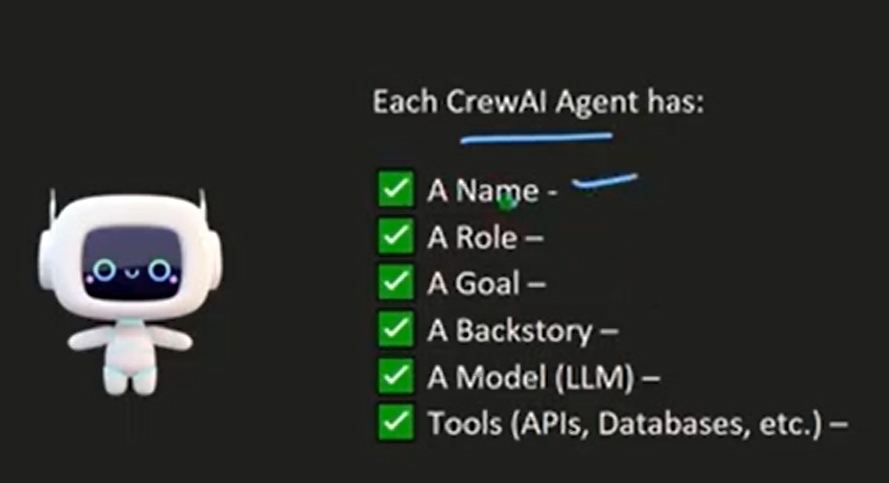 Each CrewAI Agent has:
A Name -
A Role –
A Goal –
A Backstory –
A Model (LLM) –
Tools (APIs, Databases, etc.) –